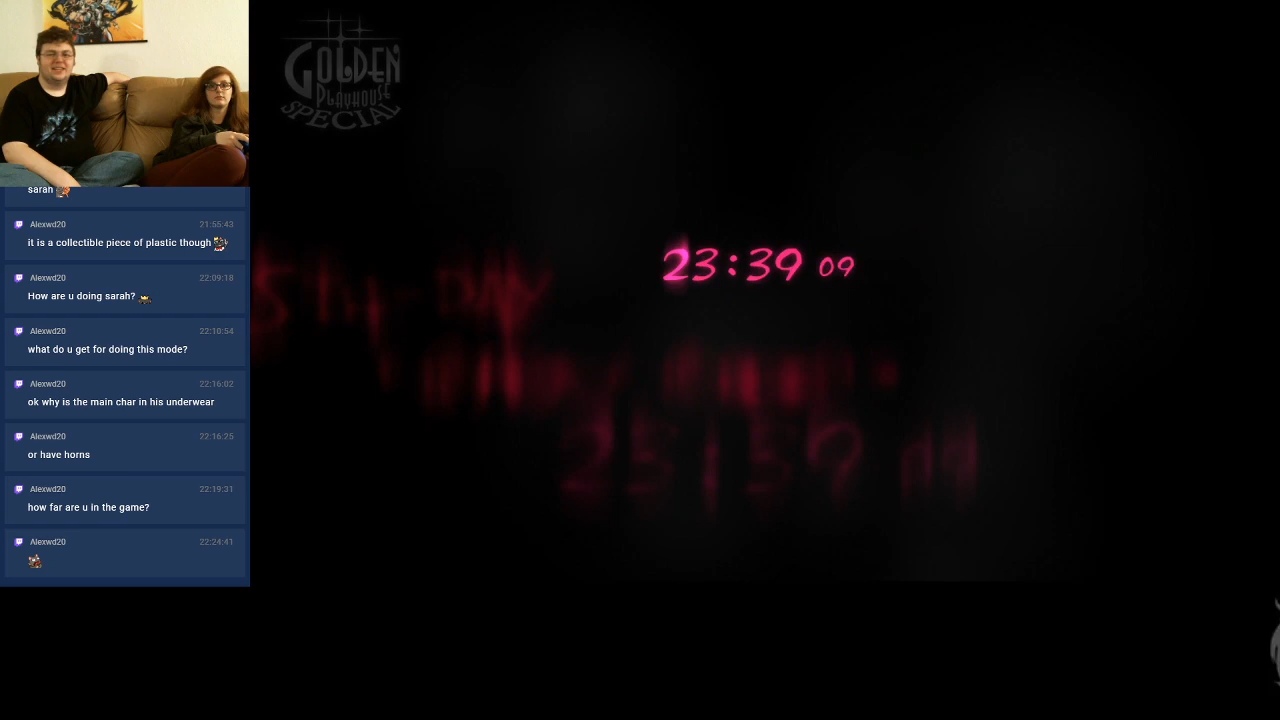 GOLDEN
PLAYHOUSE
SPECIAL
23:39 09
sarah
Alexwd20 21:55:43
it is a collectible piece of plastic though
Alexwd20 22:09:18
How are u doing sarah?
Alexwd20 22:10:54
what do u get for doing this mode?
Alexwd20 22:16:02
ok why is the main char in his underwear
Alexwd20 22:16:25
or have horns
Alexwd20 22:19:31
how far are u in the game?
Alexwd20 22:24:41